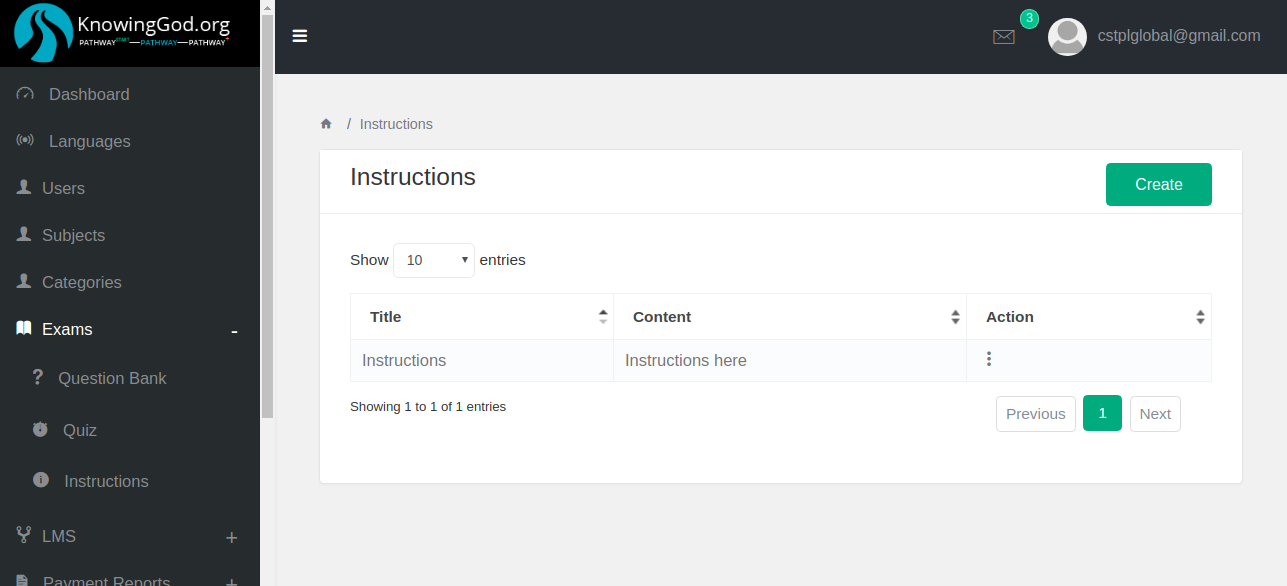 KnowingGod.org
PATHWAY START PATHWAY PATHWAY
3
cstplglobal@gmail.com
Dashboard
Languages
Users
Subjects
Categories
Exams -
Question Bank
Quiz
Instructions
LMS +
Payment Reports +
/ Instructions
Instructions
Create
Show 10 entries
Title Content Action
Instructions Instructions here
Showing 1 to 1 of 1 entries
Previous 1 Next